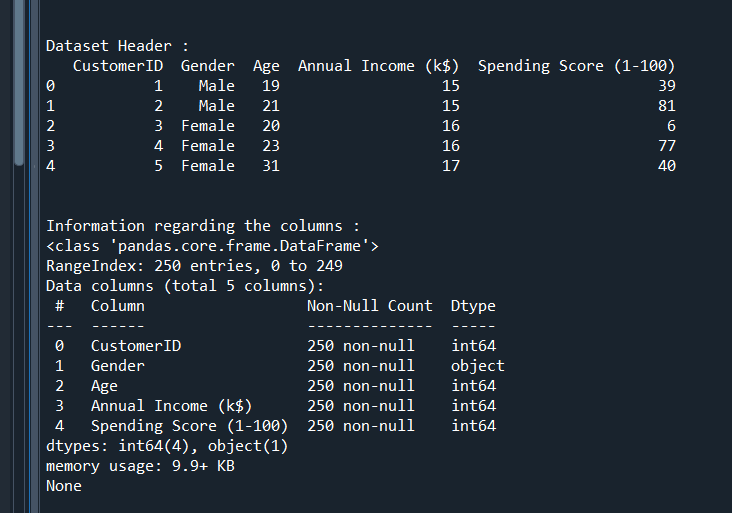 Dataset Header :
   CustomerID  Gender  Age  Annual Income (k$)  Spending Score (1-100)
0           1    Male   19                  15                      39
1           2    Male   21                  15                      81
2           3  Female   20                  16                       6
3           4  Female   23                  16                      77
4           5  Female   31                  17                      40
Information regarding the columns :
<class 'pandas.core.frame.DataFrame'>
RangeIndex: 250 entries, 0 to 249
Data columns (total 5 columns):
 #   Column                  Non-Null Count  Dtype
---  ------                  --------------  -----
 0   CustomerID              250 non-null    int64
 1   Gender                  250 non-null    object
 2   Age                     250 non-null    int64
 3   Annual Income (k$)      250 non-null    int64
 4   Spending Score (1-100)  250 non-null    int64
dtypes: int64(4), object(1)
memory usage: 9.9+ KB
None